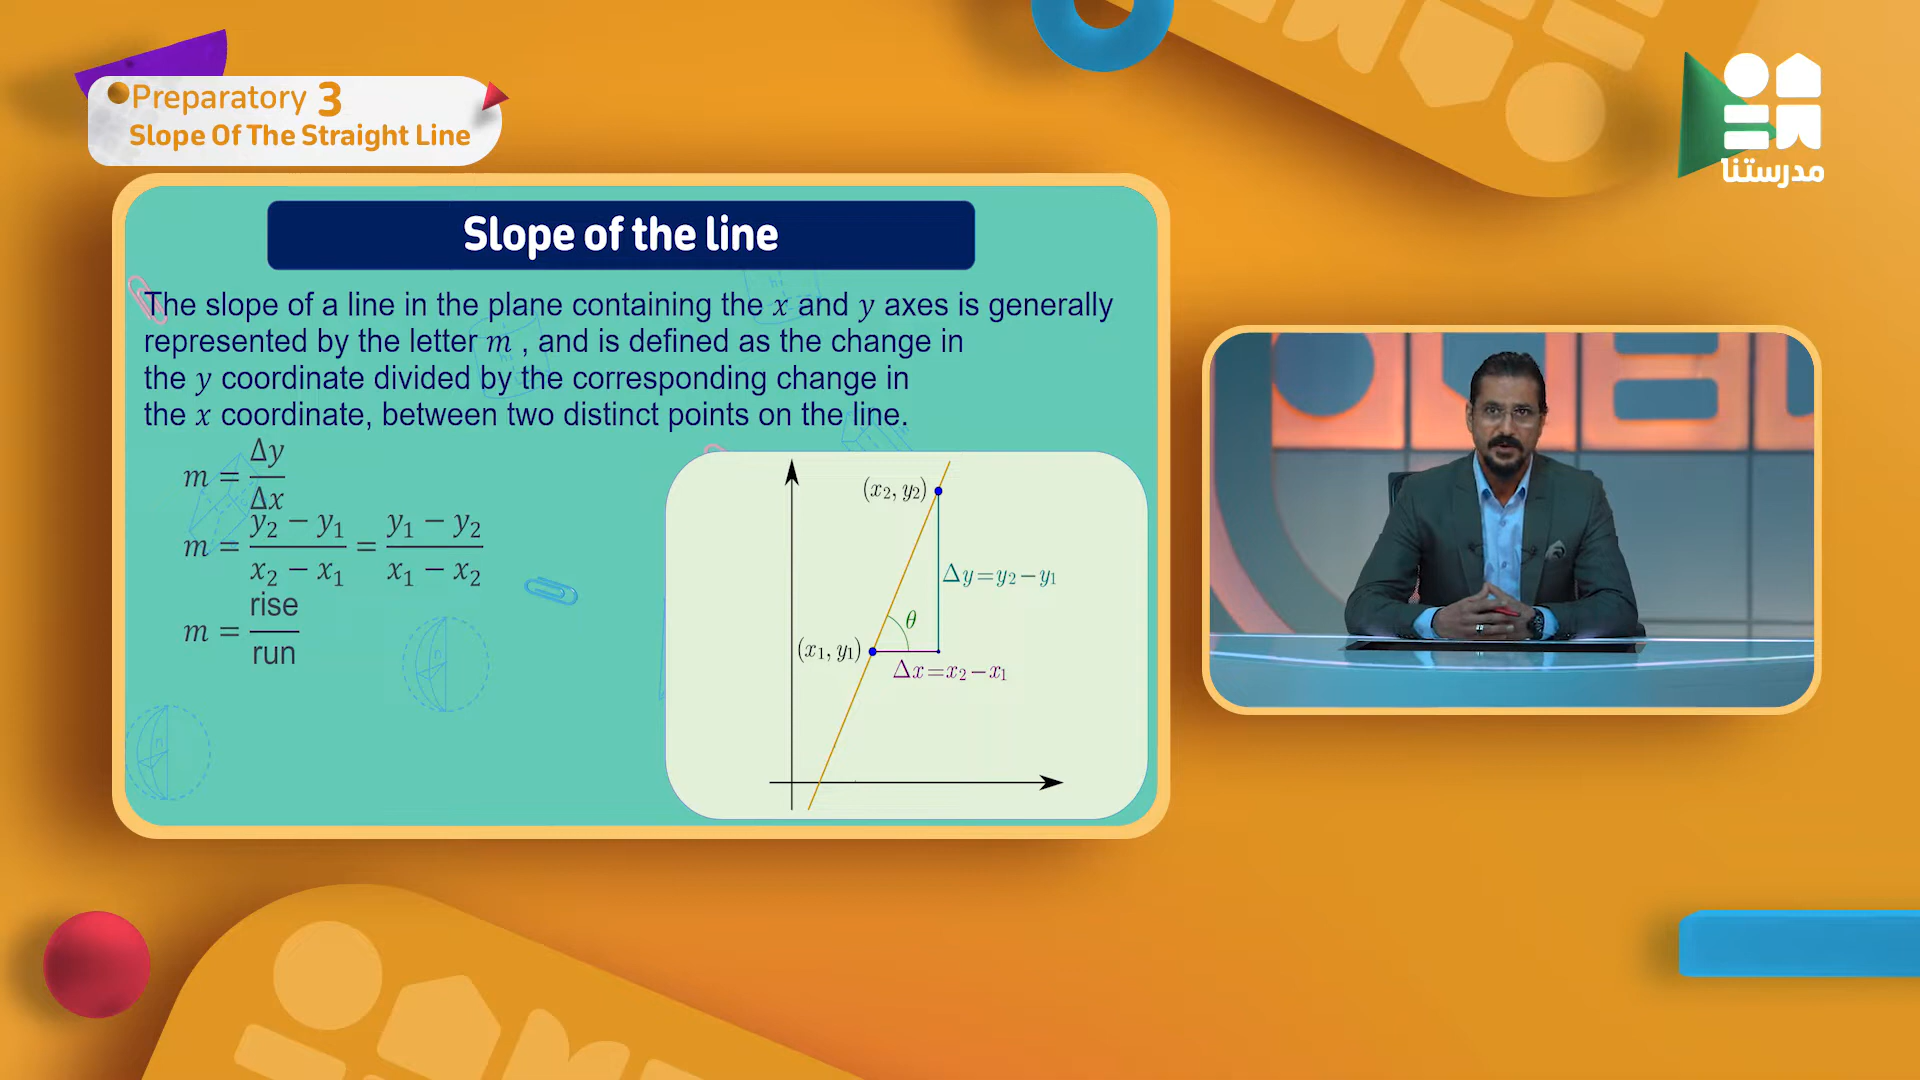 Preparatory 3
Slope Of The Straight Line
مدرستنا
Slope of the line
The slope of a line in the plane containing the x and y axes is generally
represented by the letter m , and is defined as the change in
the y coordinate divided by the corresponding change in
the x coordinate, between two distinct points on the line.
m = Δy/Δx
m = (y₂ − y₁)/(x₂ − x₁) = (y₁ − y₂)/(x₁ − x₂)
m = rise/run
(x₂, y₂)
Δy=y₂−y₁
θ
(x₁, y₁)
Δx=x₂−x₁